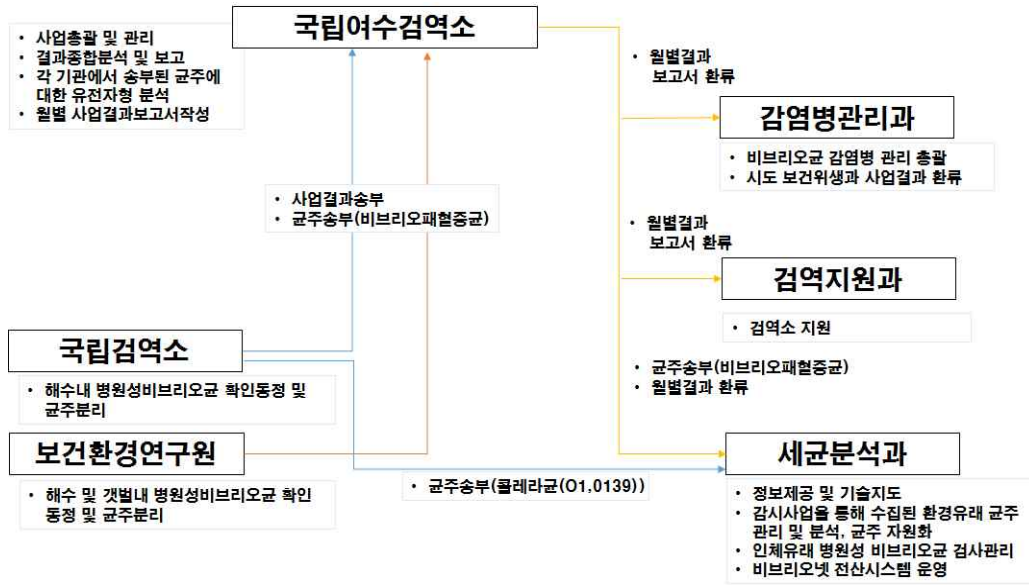 국립여수검역소
• 사업총괄 및 관리
• 결과종합분석 및 보고
• 각 기관에서 송부된 균주에
대한 유전자형 분석
• 월별 사업결과보고서작성
• 월별결과
보고서 환류
감염병관리과
• 비브리오균 감염병 관리 총괄
• 시도 보건위생과 사업결과 환류
• 사업결과송부
• 균주송부(비브리오패혈증균)
• 월별결과
보고서 환류
검역지원과
• 검역소 지원
국립검역소
• 해수내 병원성비브리오균 확인동정 및
균주분리
• 균주송부(비브리오패혈증균)
• 월별결과 환류
보건환경연구원
• 해수 및 갯벌내 병원성비브리오균 확인
동정 및 균주분리
• 균주송부(콜레라균(O1,0139))
세균분석과
• 정보제공 및 기술지도
• 감시사업을 통해 수집된 환경유래 균주
관리 및 분석, 균주 자원화
• 인체유래 병원성 비브리오균 검사관리
• 비브리오넷 전산시스템 운영